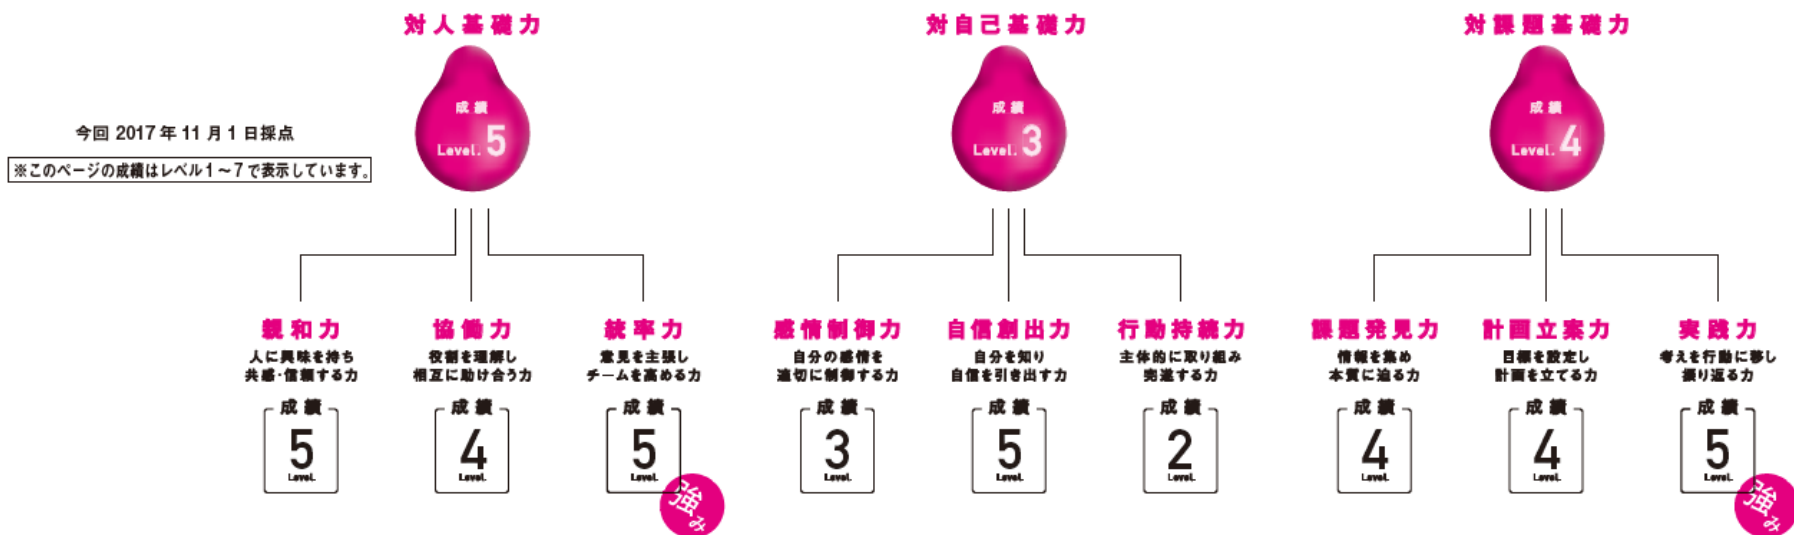 対人基礎力
対自己基礎力
対課題基礎力
成績
Level. 5
成績
Level. 3
成績
Level. 4
今回 2017年11月1日採点
※このページの成績はレベル1～7で表示しています。
親和力
人に興味を持ち
共感・信頼する力
成績
5
Level.
協働力
役割を理解し
相互に助け合う力
成績
4
Level.
統率力
意見を主張し
チームを高める力
成績
5
Level.
強み
感情制御力
自分の感情を
適切に制御する力
成績
3
Level.
自信創出力
自分を知り
自信を引き出す力
成績
5
Level.
行動持続力
主体的に取り組み
完遂する力
成績
2
Level.
課題発見力
情報を集め
本質に迫る力
成績
4
Level.
計画立案力
目標を設定し
計画を立てる力
成績
4
Level.
実践力
考えを行動に移し
振り返る力
成績
5
Level.
強み